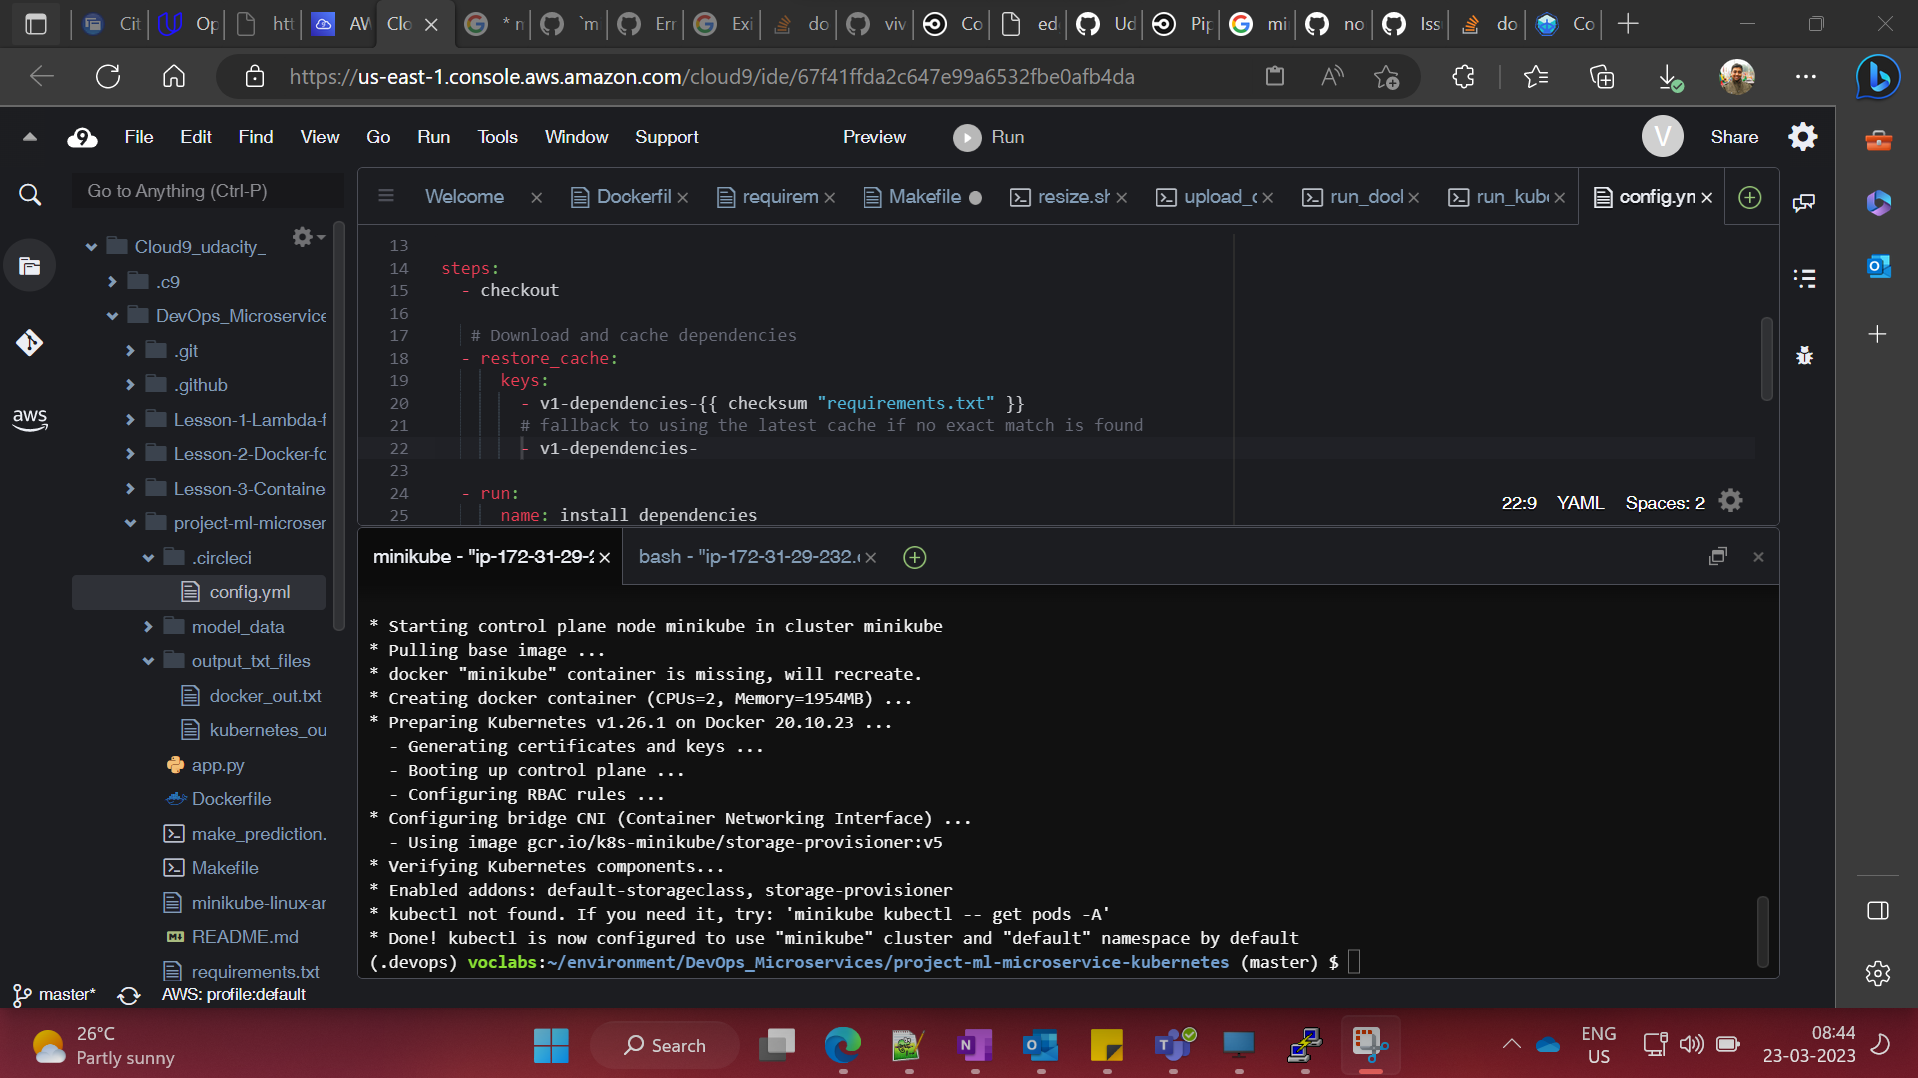 Cit
Op
htt
AW
Clo
* n
`m
Err
Exi
do
viv
Co
ed
Ud
Pip
mi
no
Iss
do
Co
https://us-east-1.console.aws.amazon.com/cloud9/ide/67f41ffda2c647e99a6532fbe0afb4da
9 File Edit Find View Go Run Tools Window Support Preview Run V Share
Go to Anything (Ctrl-P)
Welcome
Dockerfil
requirem
Makefile
resize.sh
upload_c
run_docl
run_kube
config.yn
Cloud9_udacity_
.c9
DevOps_Microservice
.git
.github
Lesson-1-Lambda-f
Lesson-2-Docker-fc
Lesson-3-Containe
project-ml-microser
.circleci
config.yml
model_data
output_txt_files
docker_out.txt
kubernetes_ou
app.py
Dockerfile
make_prediction.
Makefile
minikube-linux-ar
README.md
requirements.txt
aws
13
14 steps:
15 - checkout
16
17 # Download and cache dependencies
18 - restore_cache:
19 keys:
20 - v1-dependencies-{{ checksum "requirements.txt" }}
21 # fallback to using the latest cache if no exact match is found
22 - v1-dependencies-
23
24 - run:
25 name: install dependencies
22:9 YAML Spaces: 2
minikube - "ip-172-31-29-2
bash - "ip-172-31-29-232.
* Starting control plane node minikube in cluster minikube
* Pulling base image ...
* docker "minikube" container is missing, will recreate.
* Creating docker container (CPUs=2, Memory=1954MB) ...
* Preparing Kubernetes v1.26.1 on Docker 20.10.23 ...
- Generating certificates and keys ...
- Booting up control plane ...
- Configuring RBAC rules ...
* Configuring bridge CNI (Container Networking Interface) ...
- Using image gcr.io/k8s-minikube/storage-provisioner:v5
* Verifying Kubernetes components...
* Enabled addons: default-storageclass, storage-provisioner
* kubectl not found. If you need it, try: 'minikube kubectl -- get pods -A'
* Done! kubectl is now configured to use "minikube" cluster and "default" namespace by default
(.devops) voclabs:~/environment/DevOps_Microservices/project-ml-microservice-kubernetes (master) $
master* AWS: profile:default
26°C
Partly sunny
Search
ENG
US
08:44
23-03-2023